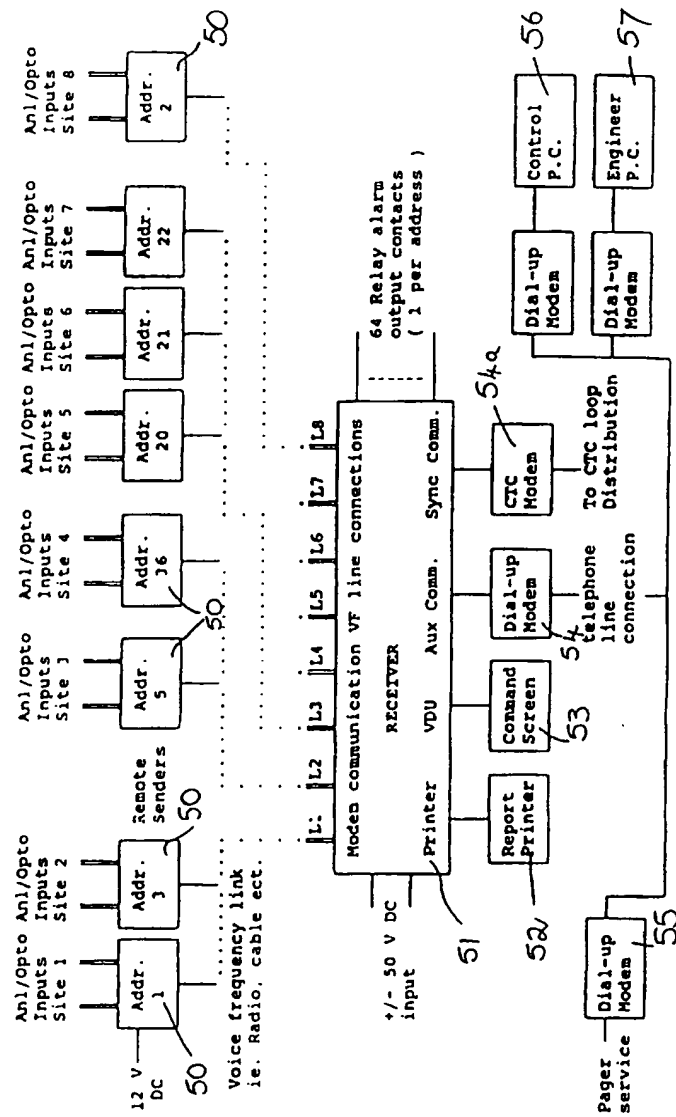 Anl/Opto
Inputs
Site 1
Anl/Opto
Inputs
Site 2
Anl/Opto
Inputs
Site 3
Anl/Opto
Inputs
Site 4
Anl/Opto
Inputs
Site 5
Anl/Opto
Inputs
Site 6
Anl/Opto
Inputs
Site 7
Anl/Opto
Inputs
Site 8
12 V
DC
Addr.
1
Addr.
3
Remote
Senders
Addr.
5
Addr.
36
Addr.
20
Addr.
21
Addr.
22
Addr.
2
50
50
50
50
50
Voice frequency link
ie. Radio, cable ect.
L1
L2
L3
L4
L5
L6
L7
L8
Modem communication VF line connections
RECEIVER
Printer
VDU
Aux Comm.
Sync Comm.
+/- 50 V DC
input
64 Relay alarm
output contacts
( 1 per address )
51
Report
Printer
52
Command
Screen
53
Dial-up
Modem
54
CTC
Modem
54a
telephone
line
connection
To CTC loop
Distribution
Dial-up
Modem
Control
P.C.
56
Dial-up
Modem
Engineer
P.C.
57
Pager
service
Dial-up
Modem
55